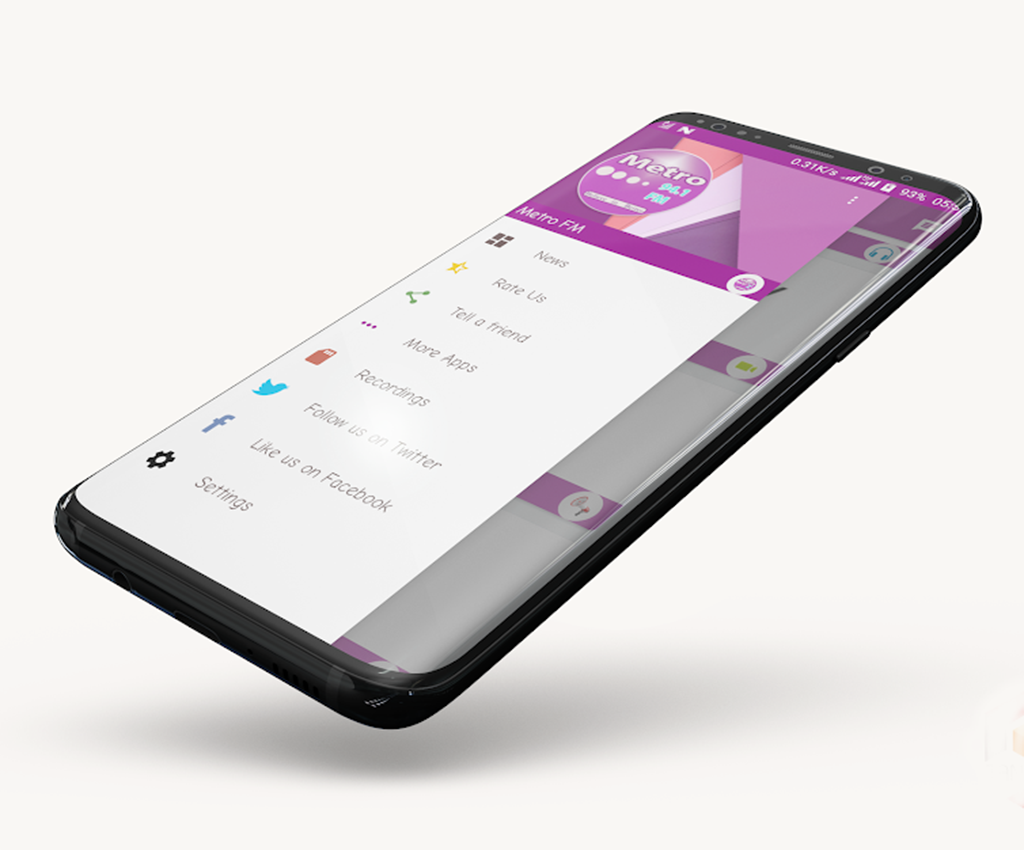 0.31K/s 93%
Metro
94.1
FM
Metro FM
News
Rate Us
Tell a friend
More Apps
Recordings
Follow us on Twitter
Like us on Facebook
Settings